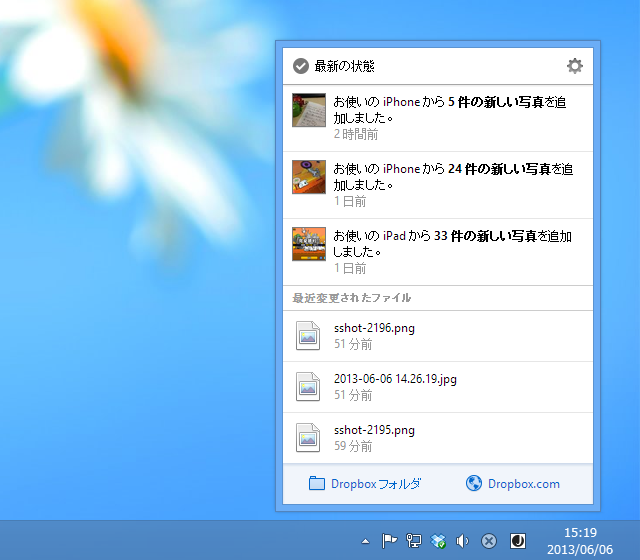 最新の状態
お使いの iPhone から 5 件の新しい写真を追
加しました。
2 時間前
お使いの iPhone から 24 件の新しい写真を追
加しました。
1 日前
お使いの iPad から 33 件の新しい写真を追加
しました。
1 日前
最近変更されたファイル
sshot-2196.png
51 分前
2013-06-06 14.26.19.jpg
51 分前
sshot-2195.png
59 分前
Dropbox フォルダ
Dropbox.com
15:19
2013/06/06